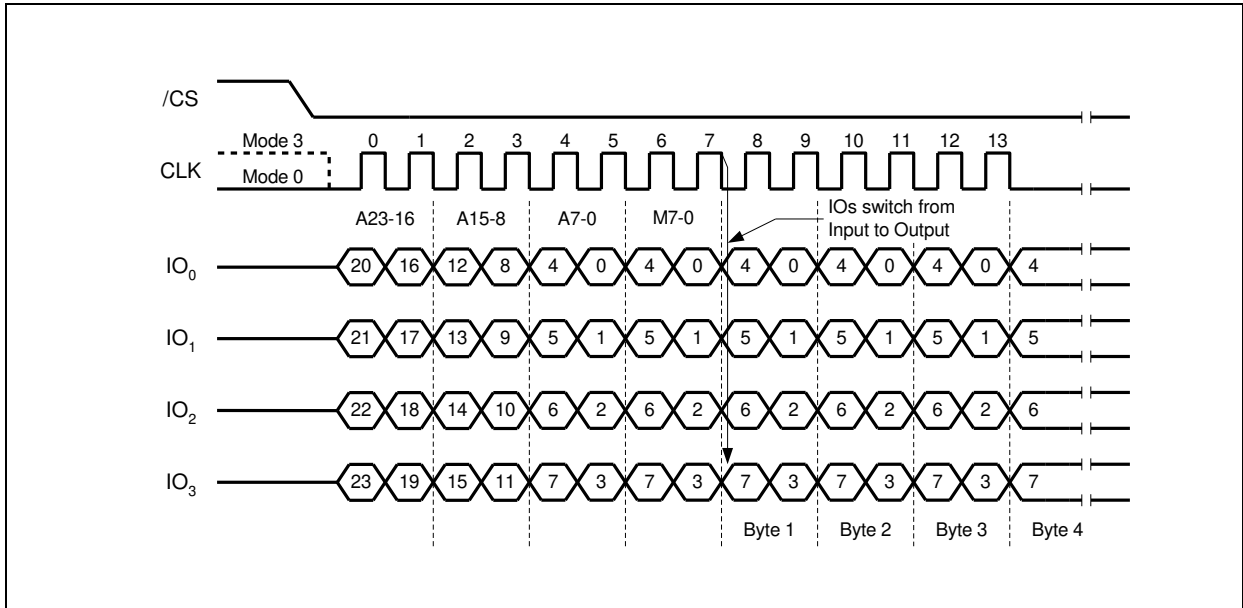 /CS
Mode 3 0 1 2 3 4 5 6 7 8 9 10 11 12 13
CLK
Mode 0
A23-16 A15-8 A7-0 M7-0
IOs switch from
Input to Output
IO0 20 16 12 8 4 0 4 0 4 0 4 0 4 0 4
IO1 21 17 13 9 5 1 5 1 5 1 5 1 5 1 5
IO2 22 18 14 10 6 2 6 2 6 2 6 2 6 2 6
IO3 23 19 15 11 7 3 7 3 7 3 7 3 7 3 7
Byte 1 Byte 2 Byte 3 Byte 4